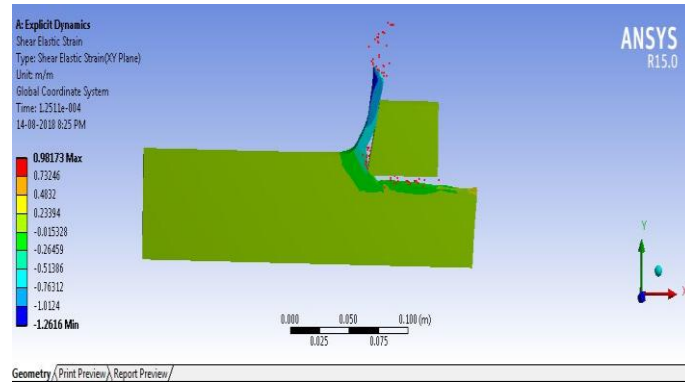 A: Explicit Dynamics
Shear Elastic Strain
Type: Shear Elastic Strain(XY Plane)
Unit: m/m
Global Coordinate System
Time: 1.2511e-004
14-08-2018 8:25 PM
0.98173 Max
0.73246
0.4832
0.23394
-0.015328
-0.26459
-0.51386
-0.76312
-1.0124
-1.2616 Min
ANSYS
R15.0
Y
X
0.000 0.050 0.100 (m)
0.025 0.075
Geometry Print Preview Report Preview